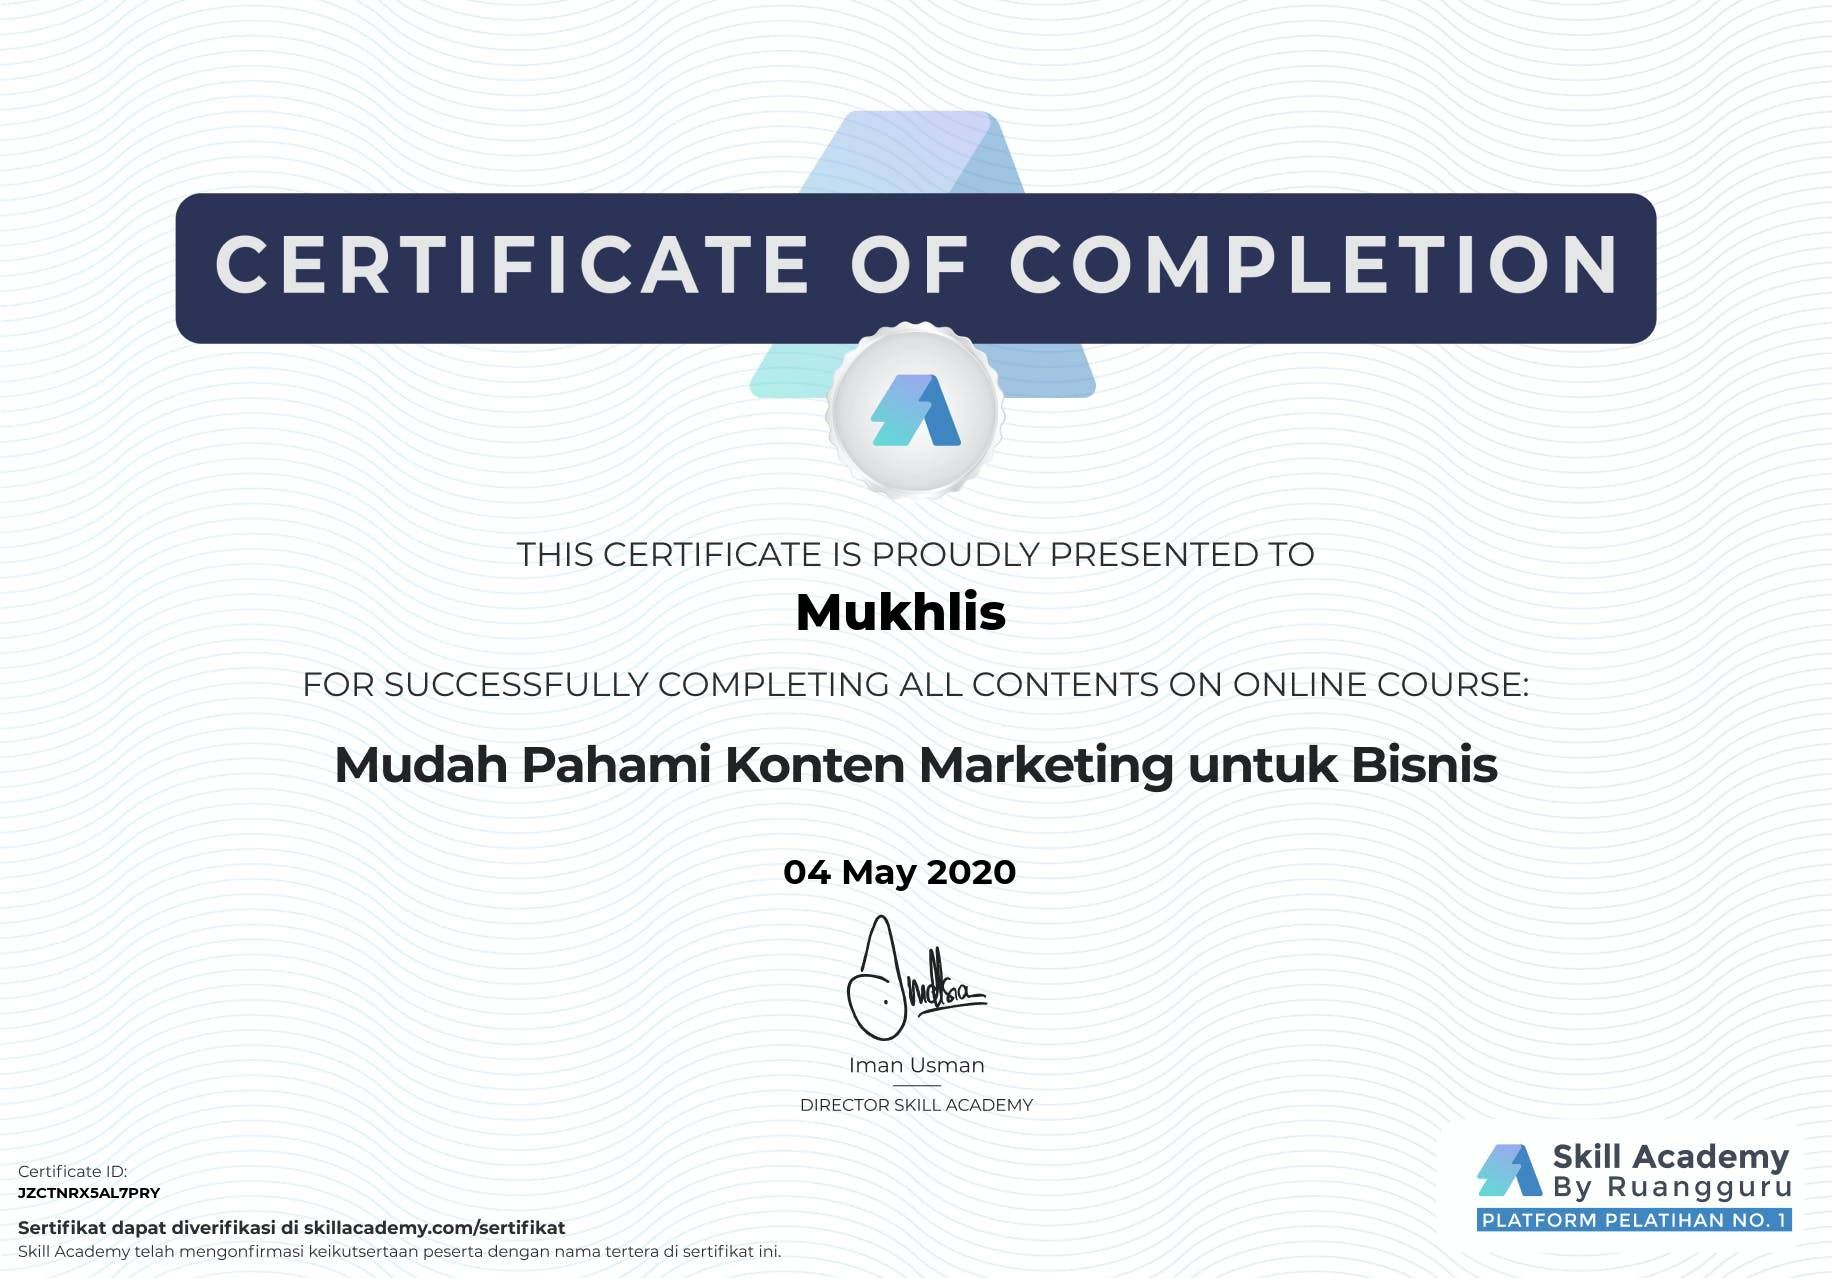 CERTIFICATE OF COMPLETION
THIS CERTIFICATE IS PROUDLY PRESENTED TO
Mukhlis
FOR SUCCESSFULLY COMPLETING ALL CONTENTS ON ONLINE COURSE:
Mudah Pahami Konten Marketing untuk Bisnis
04 May 2020
Iman Usman
DIRECTOR SKILL ACADEMY
Certificate ID:
JZCTNRX5AL7PRY
Sertifikat dapat diverifikasi di skillacademy.com/sertifikat
Skill Academy telah mengonfirmasi keikutsertaan peserta dengan nama tertera di sertifikat ini.
Skill Academy
By Ruangguru
PLATFORM PELATIHAN NO. 1